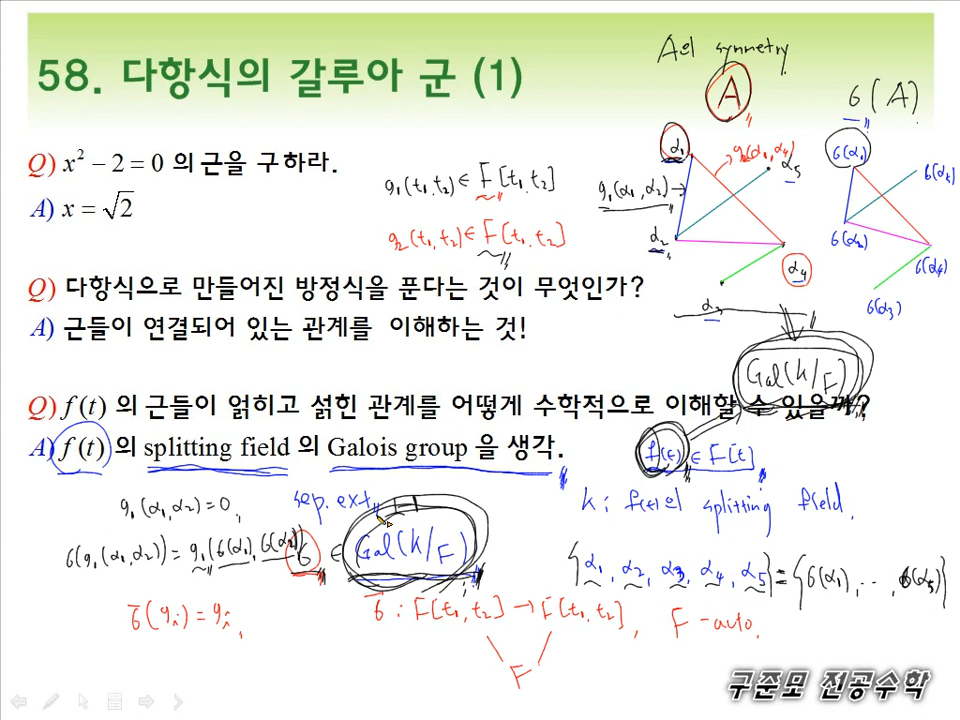 58. 다항식의 갈루아 군 (1)
A의 symmetry
A
σ(A)
Q) x² − 2 = 0 의 근을 구하라.
A) x = √2
g₁(t₁, t₂) ∈ F[t₁, t₂]
g₂(t₁, t₂) ∈ F[t₁, t₂]
α₁
g₂(α₁, α₄)
α₅
g₁(α₁, α₂) →
α₂
α₄
α₃
σ(α₁)
σ(α₅)
σ(α₂)
σ(α₄)
σ(α₃)
Q) 다항식으로 만들어진 방정식을 푼다는 것이 무엇인가?
A) 근들이 연결되어 있는 관계를 이해하는 것!
Gal(K/F)
Q) f(t) 의 근들이 얽히고 섥힌 관계를 어떻게 수학적으로 이해할 수 있을까?
A) f(t) 의 splitting field 의 Galois group 을 생각.
f(t) ∈ F[t]
g₁(α₁, α₂) = 0
sep. ext
K : f(t)의 splitting field.
σ(g₁(α₁, α₂)) = g₁(σ(α₁), σ(α₂))
σ ∈ Gal(K/F)
{α₁, α₂, α₃, α₄, α₅} = {σ(α₁), ..., σ(α₅)}
σ̄(gᵢ) = gᵢ
σ̄ : F[t₁, t₂] → F[t₁, t₂], F-auto.
F
구준모 전공수학